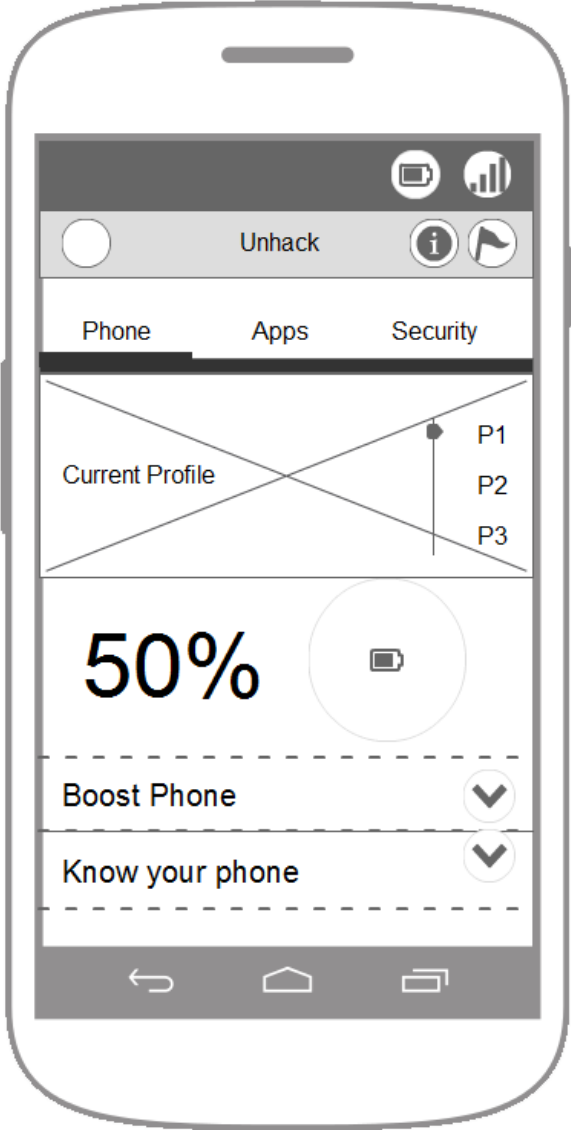 Unhack
Phone Apps Security
P1
Current Profile
P2
P3
50%
Boost Phone
Know your phone